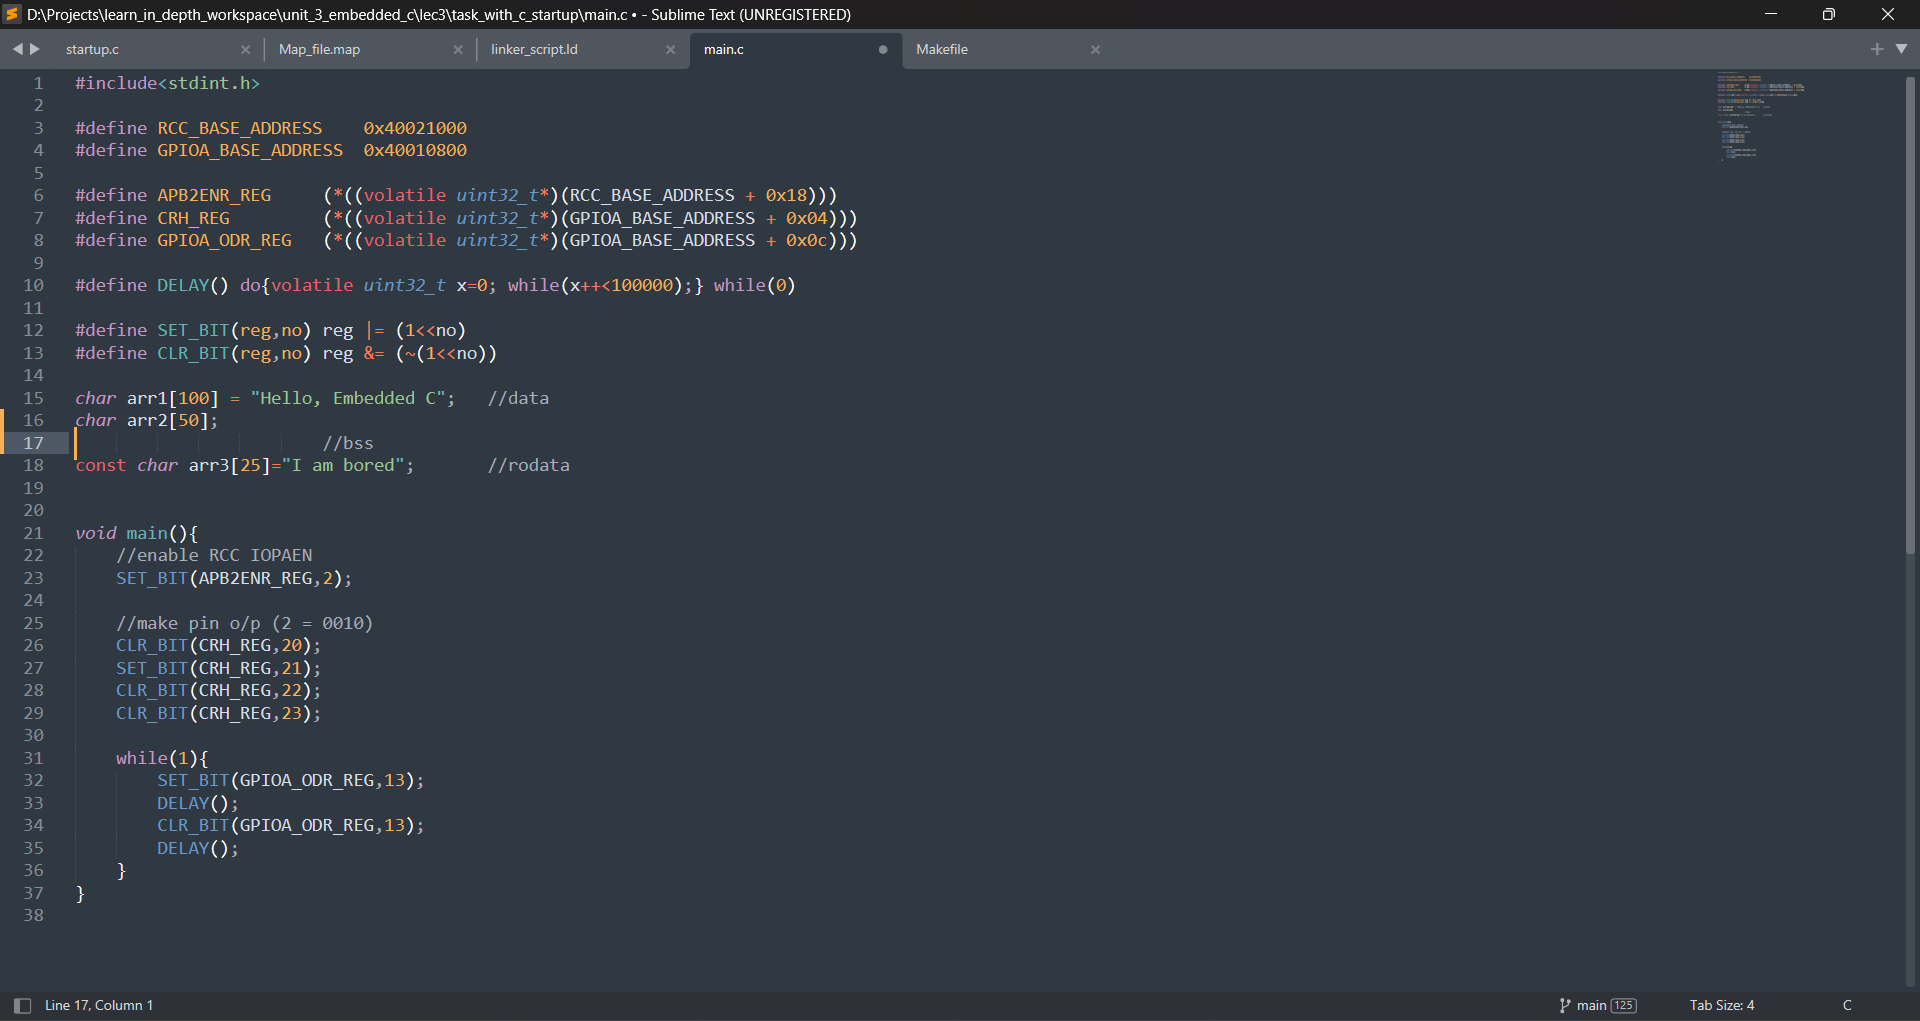 D:\Projects\learn_in_depth_workspace\unit_3_embedded_c\lec3\task_with_c_startup\main.c • - Sublime Text (UNREGISTERED)
startup.c Map_file.map linker_script.ld main.c Makefile
1 #include<stdint.h>
2
3 #define RCC_BASE_ADDRESS    0x40021000
4 #define GPIOA_BASE_ADDRESS  0x40010800
5
6 #define APB2ENR_REG     (*((volatile uint32_t*)(RCC_BASE_ADDRESS + 0x18)))
7 #define CRH_REG         (*((volatile uint32_t*)(GPIOA_BASE_ADDRESS + 0x04)))
8 #define GPIOA_ODR_REG   (*((volatile uint32_t*)(GPIOA_BASE_ADDRESS + 0x0c)))
9
10 #define DELAY() do{volatile uint32_t x=0; while(x++<100000);} while(0)
11
12 #define SET_BIT(reg,no) reg |= (1<<no)
13 #define CLR_BIT(reg,no) reg &= (~(1<<no))
14
15 char arr1[100] = "Hello, Embedded C";   //data
16 char arr2[50];
17                         //bss
18 const char arr3[25]="I am bored";       //rodata
19
20
21 void main(){
22     //enable RCC IOPAEN
23     SET_BIT(APB2ENR_REG,2);
24
25     //make pin o/p (2 = 0010)
26     CLR_BIT(CRH_REG,20);
27     SET_BIT(CRH_REG,21);
28     CLR_BIT(CRH_REG,22);
29     CLR_BIT(CRH_REG,23);
30
31     while(1){
32         SET_BIT(GPIOA_ODR_REG,13);
33         DELAY();
34         CLR_BIT(GPIOA_ODR_REG,13);
35         DELAY();
36     }
37 }
38
Line 17, Column 1 main 125 Tab Size: 4 C